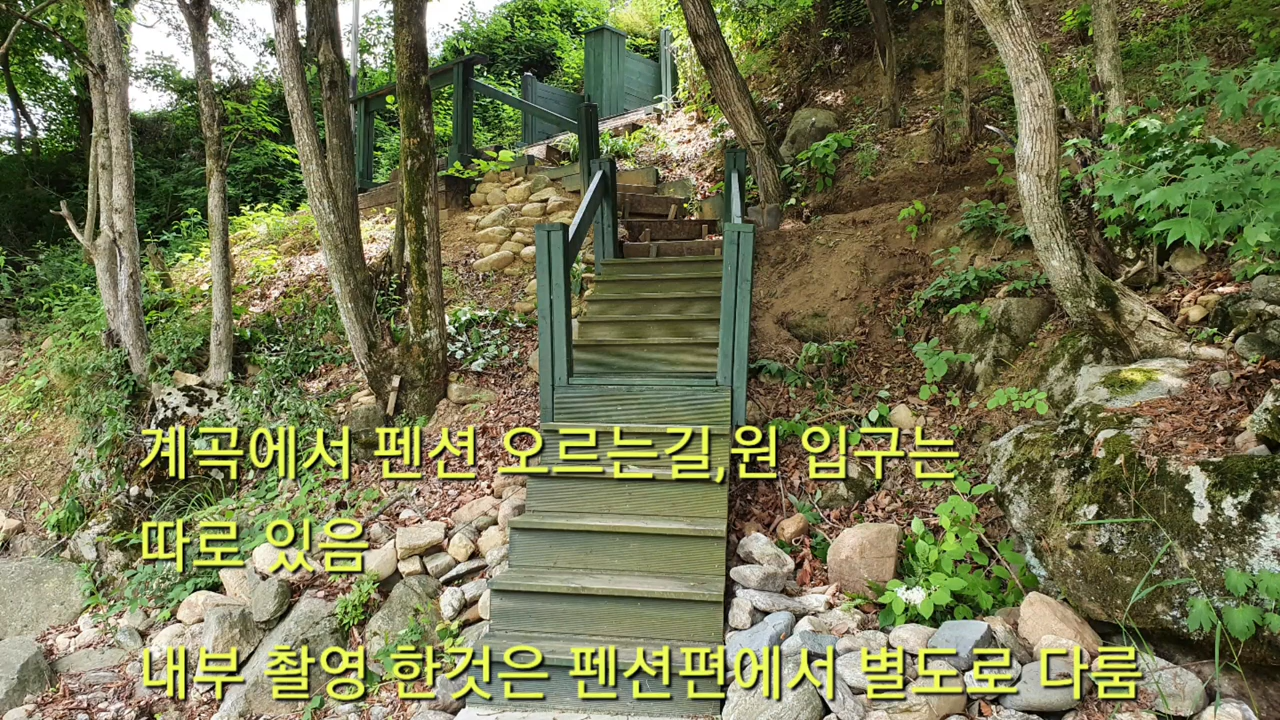 계곡에서 펜션 오르는길,원 입구는
따로 있음
내부 촬영 한것은 펜션편에서 별도로 다룸